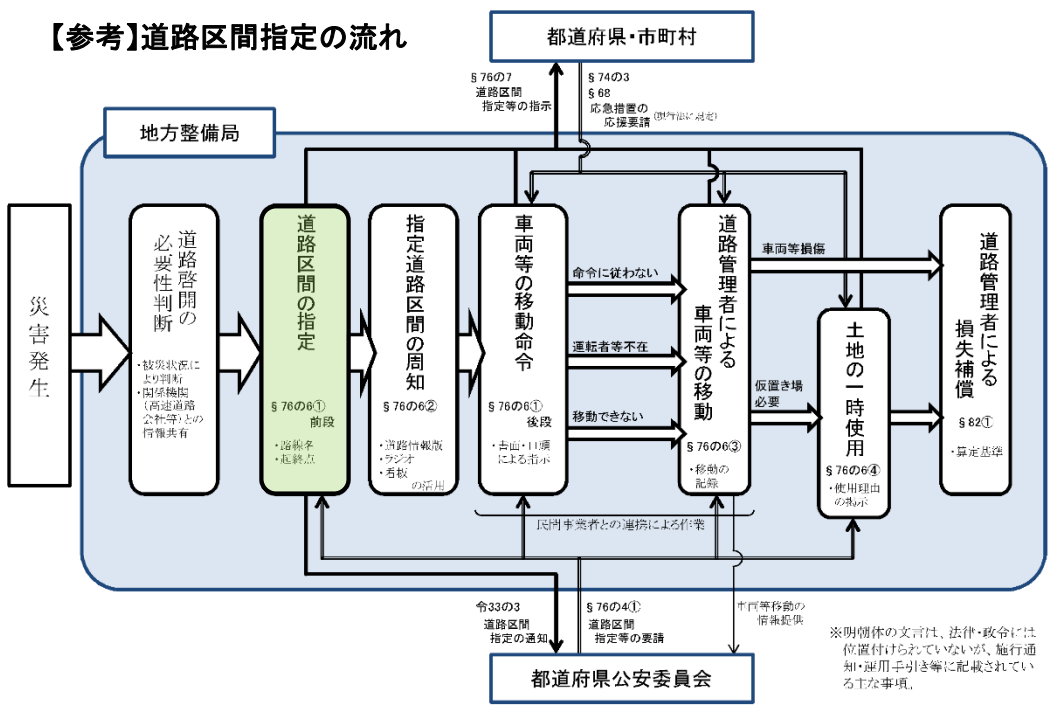 【参考】道路区間指定の流れ
都道府県・市町村
§76の7
道路区間
指定等の指示
§74の3
§68
応急措置の
応援要請
(現行法に規定)
地方整備局
災害発生
道路啓開の
必要性判断
・被災状況に
より判断
・関係機関
(高速道路
会社等)との
情報共有
道路区間の指定
§76の6①
前段
・路線名
・起終点
指定道路区間の周知
§76の6②
・道路情報版
・ラジオ
・看板
の活用
車両等の移動命令
§76の6①
後段
・書面・口頭
による指示
命令に従わない
運転者等不在
移動できない
道路管理者による
車両等の移動
§76の6③
・移動の
記録
車両等損傷
仮置き場
必要
土地の一時使用
§76の6④
・使用理由
の掲示
道路管理者による
損失補償
§82①
・算定基準
民間事業者との連携による作業
令33の3
道路区間
指定の通知
§76の4①
道路区間
指定等の要請
車両等移動の
情報提供
都道府県公安委員会
※明朝体の文言は、法律・政令には
位置付けられていないが、施行通
知・運用手引き等に記載されてい
る主な事項。